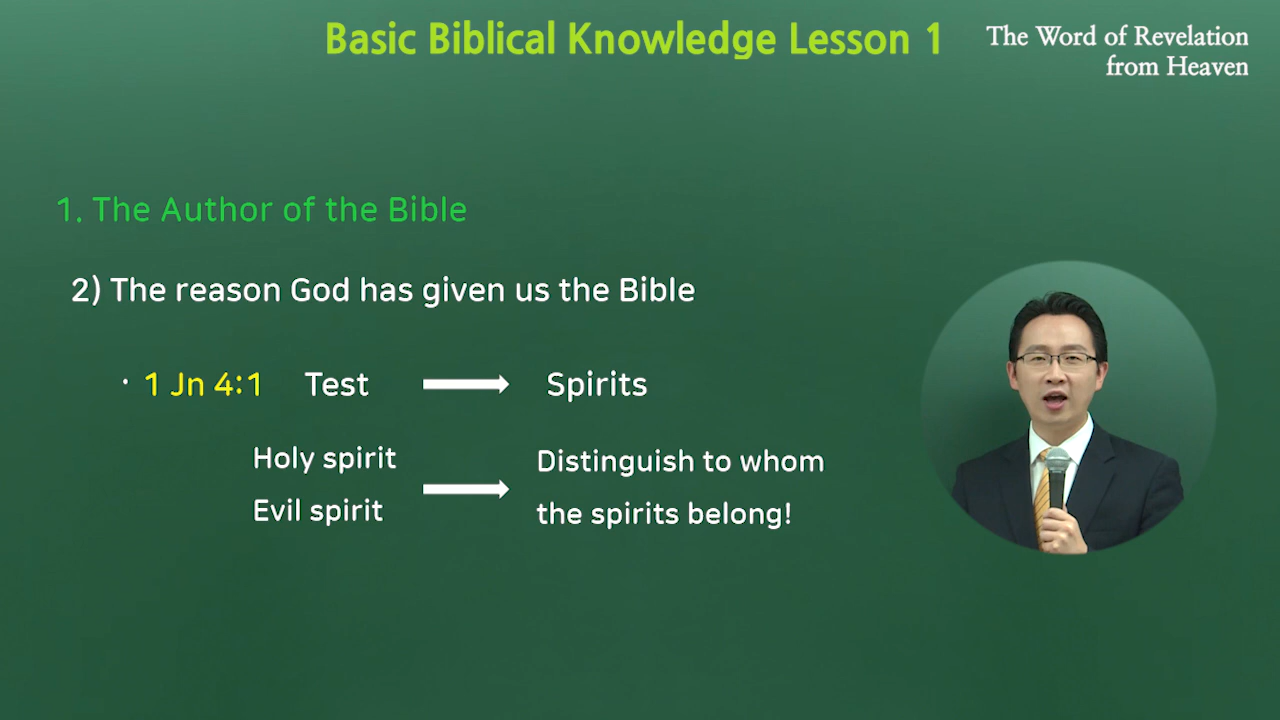 Basic Biblical Knowledge Lesson 1
The Word of Revelation
from Heaven
1. The Author of the Bible
2) The reason God has given us the Bible
· 1 Jn 4:1 Test Spirits
Holy spirit
Evil spirit
Distinguish to whom
the spirits belong!